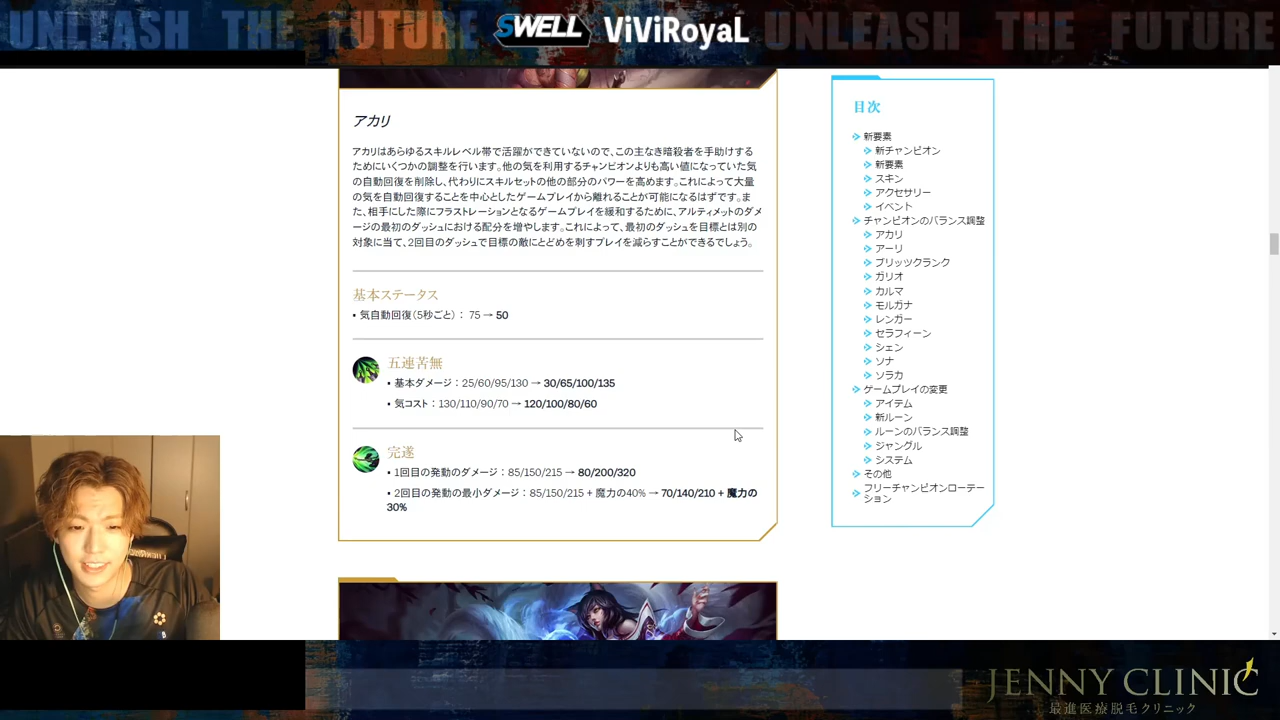 UNLEASH THE FUTURE
SWELL ViViRoyaL
UNLEASH THE FUTURE
アカリ
アカリはあらゆるスキルレベル帯で活躍ができていないので、この主なき暗殺者を手助けする
ためにいくつかの調整を行います。他の気を利用するチャンピオンよりも高い値になっていた気
の自動回復を削除し、代わりにスキルセットの他の部分のパワーを高めます。これによって大量
の気を自動回復することを中心としたゲームプレイから離れることが可能になるはずです。ま
た、相手にした際にフラストレーションとなるゲームプレイを緩和するために、アルティメットのダメ
ージの最初のダッシュにおける配分を増やします。これによって、最初のダッシュを目標とは別の
対象に当て、2回目のダッシュで目標の敵にとどめを刺すプレイを減らすことができるでしょう。
基本ステータス
▪ 気自動回復（5秒ごと）： 75 → 50
五連苦無
▪ 基本ダメージ：25/60/95/130 → 30/65/100/135
▪ 気コスト：130/110/90/70 → 120/100/80/60
完遂
▪ 1回目の発動のダメージ：85/150/215 → 80/200/320
▪ 2回目の発動の最小ダメージ：85/150/215 + 魔力の40% → 70/140/210 + 魔力の
30%
目次
新要素
新チャンピオン
新要素
スキン
アクセサリー
イベント
チャンピオンのバランス調整
アカリ
アーリ
ブリッツクランク
ガリオ
カルマ
モルガナ
レンガー
セラフィーン
シェン
ソナ
ソラカ
ゲームプレイの変更
アイテム
新ルーン
ルーンのバランス調整
ジャングル
システム
その他
フリーチャンピオンローテー
ション
JENNY CLINIC
最進医療脱毛クリニック